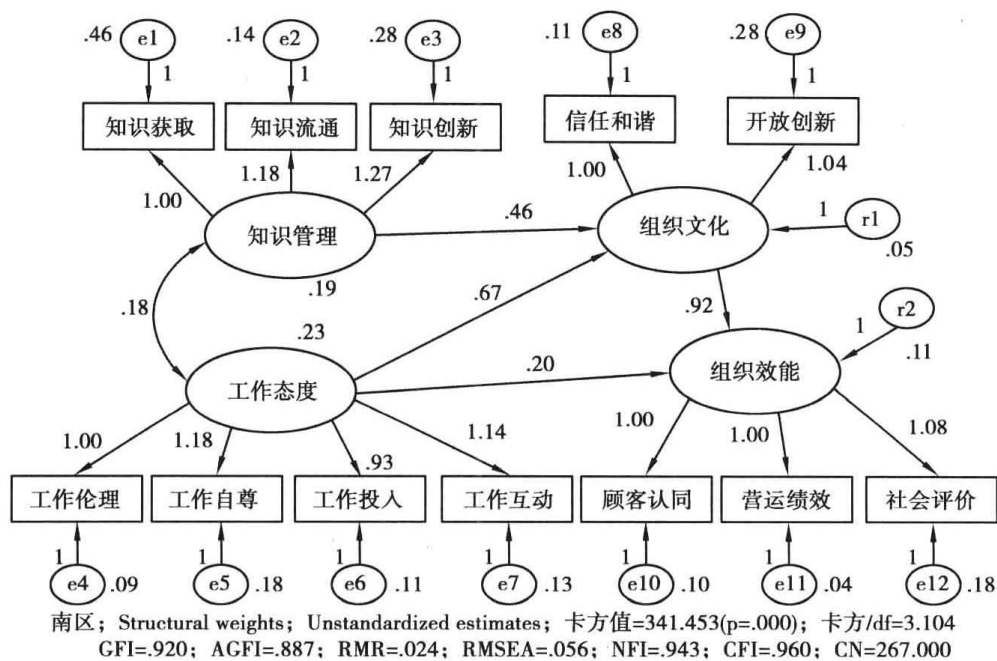 .46 e1 .14 e2 .28 e3 .11 e8 .28 e9
1 1 1 1 1
知识获取 知识流通 知识创新 信任和谐 开放创新
1.00 1.18 1.27 1.00 1.04
知识管理 .46 组织文化 1 r1
.19 .05
.18 .67 .92 r2
.23 1
.11
工作态度 .20 组织效能
1.00 1.18 .93 1.14 1.00 1.00 1.08
工作伦理 工作自尊 工作投入 工作互动 顾客认同 营运绩效 社会评价
1 1 1 1 1 1 1
e4 .09 e5 .18 e6 .11 e7 .13 e10 .10 e11 .04 e12 .18
南区；Structural weights；Unstandardized estimates；卡方值=341.453(p=.000)；卡方/df=3.104
GFI=.920；AGFI=.887；RMR=.024；RMSEA=.056；NFI=.943；CFI=.960；CN=267.000